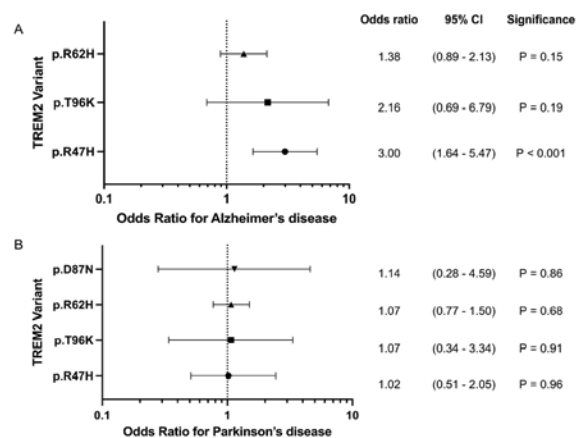 A
Odds ratio 95% CI Significance
p.R62H 1.38 (0.89 - 2.13) P = 0.15
p.T96K 2.16 (0.69 - 6.79) P = 0.19
p.R47H 3.00 (1.64 - 5.47) P < 0.001
TREM2 Variant
0.1 1 10
Odds Ratio for Alzheimer's disease
B
p.D87N 1.14 (0.28 - 4.59) P = 0.86
p.R62H 1.07 (0.77 - 1.50) P = 0.68
p.T96K 1.07 (0.34 - 3.34) P = 0.91
p.R47H 1.02 (0.51 - 2.05) P = 0.96
TREM2 Variant
0.1 1 10
Odds Ratio for Parkinson's disease